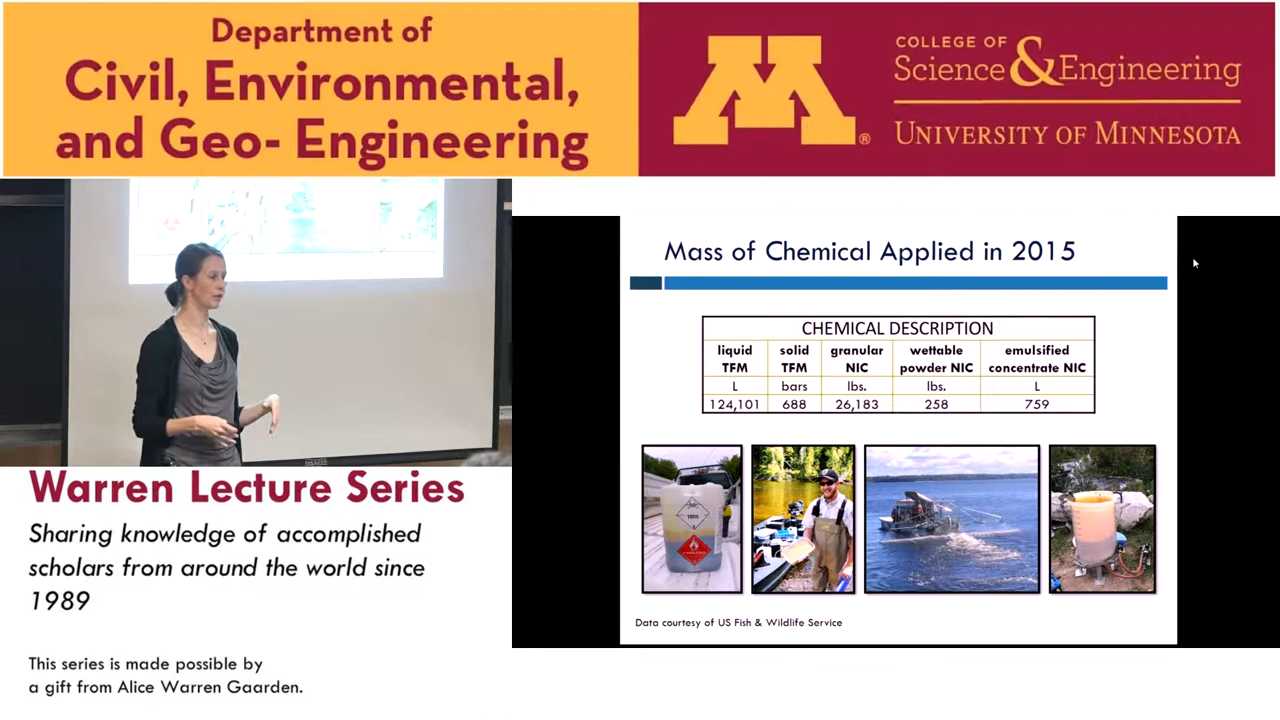 Department of
Civil, Environmental,
and Geo- Engineering
M®
COLLEGE OF
Science & Engineering
UNIVERSITY OF MINNESOTA
Mass of Chemical Applied in 2015
CHEMICAL DESCRIPTION
liquid TFM solid TFM granular NIC wettable powder NIC emulsified concentrate NIC
L bars lbs. lbs. L
124,101 688 26,183 258 759
Data courtesy of US Fish & Wildlife Service
Warren Lecture Series
Sharing knowledge of accomplished
scholars from around the world since
1989
This series is made possible by
a gift from Alice Warren Gaarden.